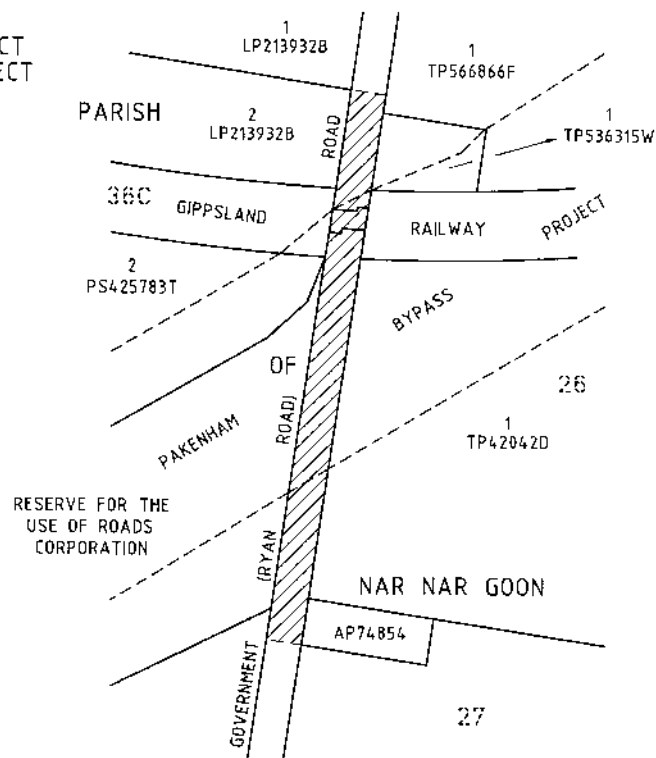 CT
ECT
1
LP213932B
1
TP566866F
PARISH
2
LP213932B
ROAD
1
TP536315W
36C
GIPPSLAND
RAILWAY
PROJECT
2
PS425783T
BYPASS
OF
26
ROAD)
1
TP42042D
PAKENHAM
RESERVE FOR THE
USE OF ROADS
CORPORATION
(RYAN
NAR NAR GOON
AP74854
GOVERNMENT
27